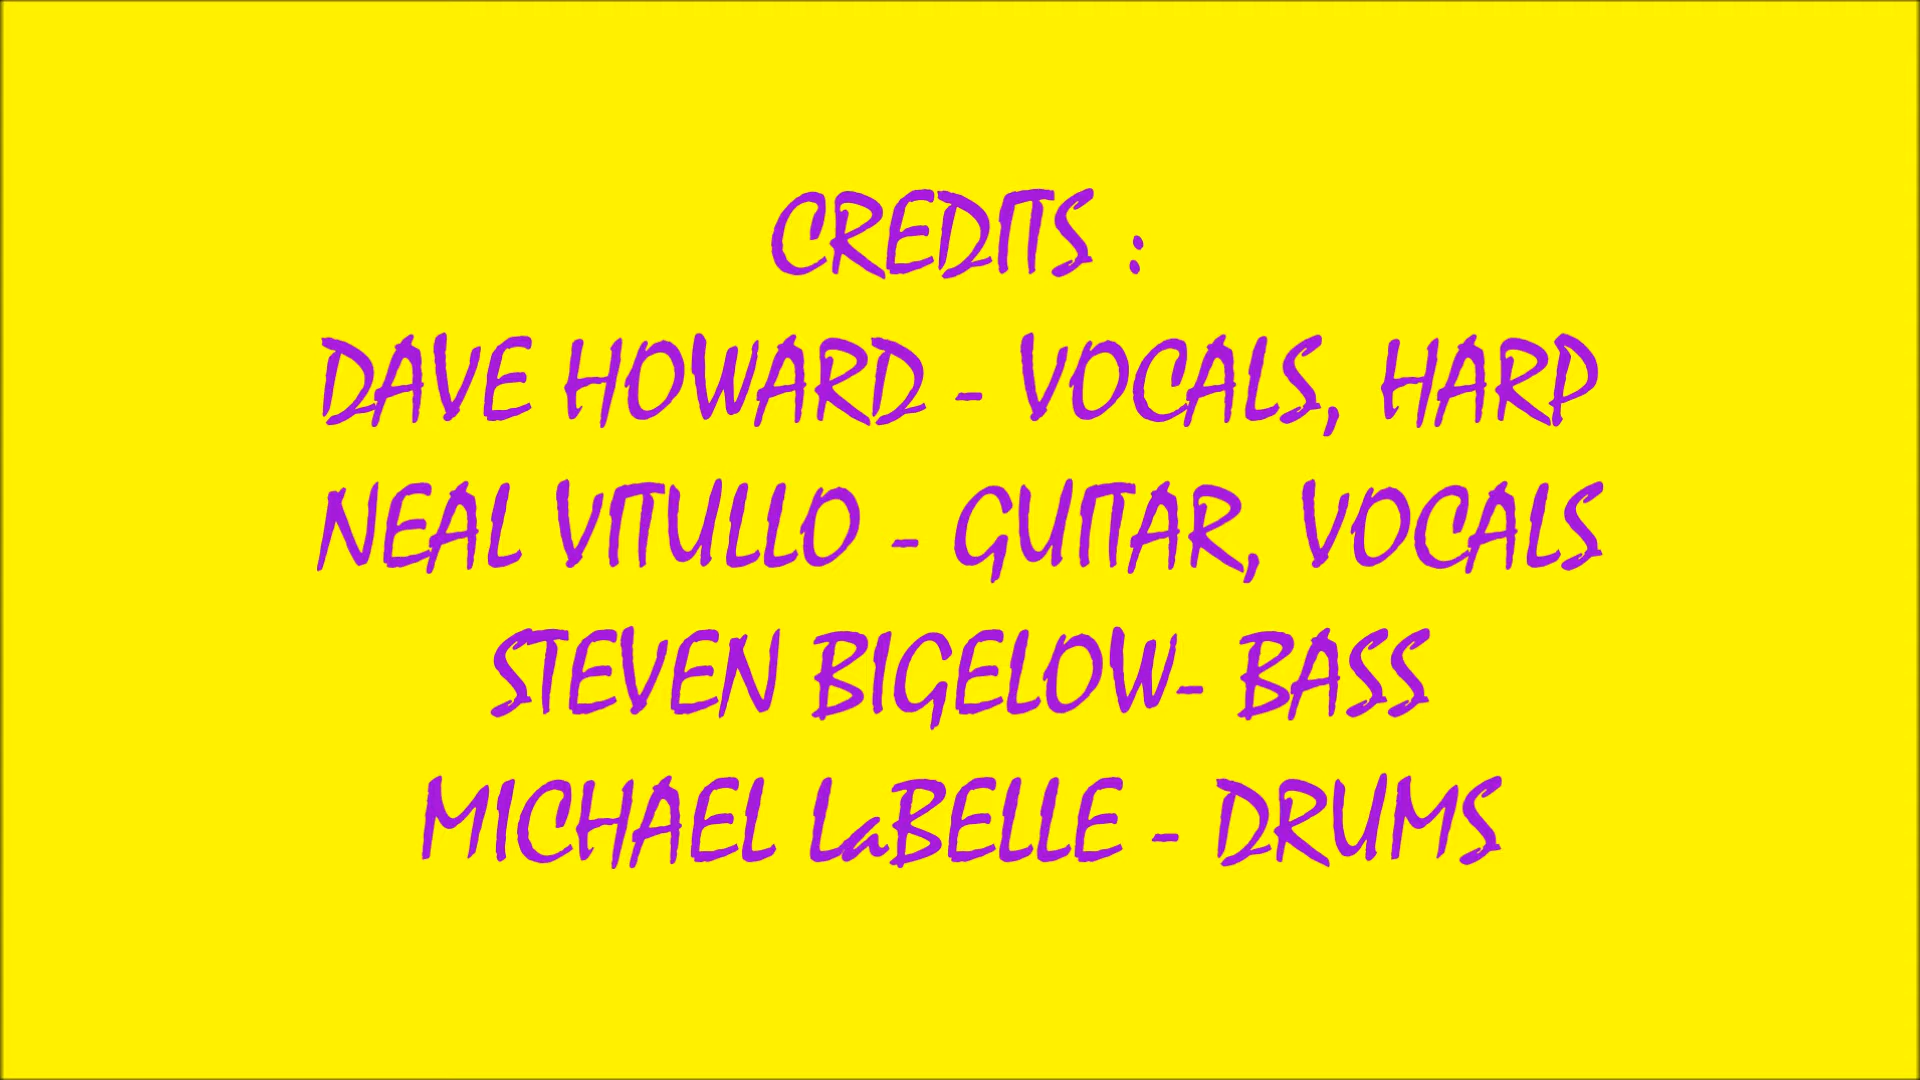 CREDITS :
DAVE HOWARD - VOCALS, HARP
NEAL VITULLO - GUITAR, VOCALS
STEVEN BIGELOW- BASS
MICHAEL LaBELLE - DRUMS